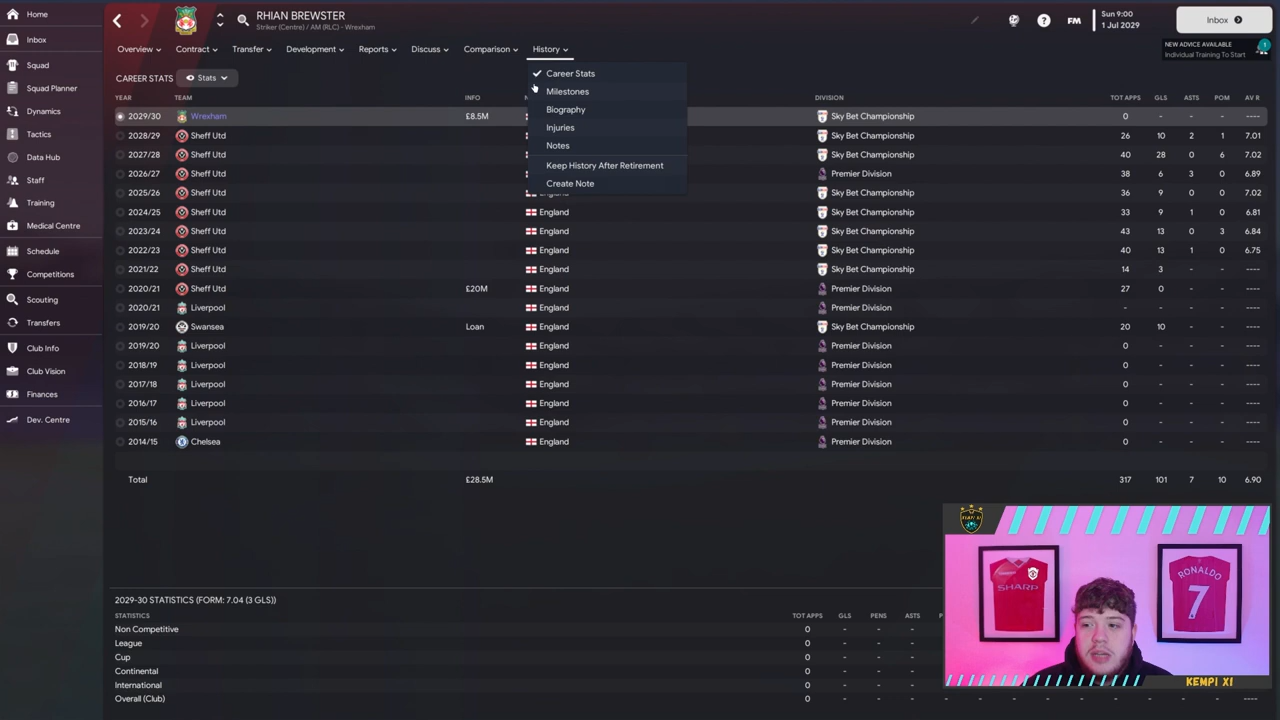 RHIAN BREWSTER
Striker (Centre) / AM (RLC) - Wrexham
FM
Sun 9:00
1 Jul 2029
Inbox
NEW ADVICE AVAILABLE
Individual Training To Start
1
Home
Inbox
Squad
Squad Planner
Dynamics
Tactics
Data Hub
Staff
Training
Medical Centre
Schedule
Competitions
Scouting
Transfers
Club Info
Club Vision
Finances
Dev. Centre
Overview Contract Transfer Development Reports Discuss Comparison History
Career Stats
Milestones
Biography
Injuries
Notes
Keep History After Retirement
Create Note
CAREER STATS Stats
YEAR TEAM INFO DIVISION TOT APPS GLS ASTS POM AV R
2029/30 Wrexham £8.5M Sky Bet Championship 0 - - - ----
2028/29 Sheff Utd Sky Bet Championship 26 10 2 1 7.01
2027/28 Sheff Utd Sky Bet Championship 40 28 0 6 7.02
2026/27 Sheff Utd Premier Division 38 6 3 0 6.89
2025/26 Sheff Utd England Sky Bet Championship 36 9 0 0 7.02
2024/25 Sheff Utd England Sky Bet Championship 33 9 1 0 6.81
2023/24 Sheff Utd England Sky Bet Championship 43 13 0 3 6.84
2022/23 Sheff Utd England Sky Bet Championship 40 13 1 0 6.75
2021/22 Sheff Utd England Sky Bet Championship 14 3 - - ----
2020/21 Sheff Utd £20M England Premier Division 27 0 - - ----
2020/21 Liverpool England Premier Division - - - - ----
2019/20 Swansea Loan England Sky Bet Championship 20 10 - - ----
2019/20 Liverpool England Premier Division 0 - - - ----
2018/19 Liverpool England Premier Division 0 - - - ----
2017/18 Liverpool England Premier Division 0 - - - ----
2016/17 Liverpool England Premier Division 0 - - - ----
2015/16 Liverpool England Premier Division 0 - - - ----
2014/15 Chelsea England Premier Division 0 - - - ----
Total £28.5M 317 101 7 10 6.90
2029-30 STATISTICS (FORM: 7.04 (3 GLS))
STATISTICS TOT APPS GLS PENS ASTS
Non Competitive 0 - - -
League 0 - - -
Cup 0 - - -
Continental 0 - - -
International 0 - - -
Overall (Club) 0 - - - - - - - - - -
KEMPI XI
SHARP
RONALDO
7
KEMPI XI